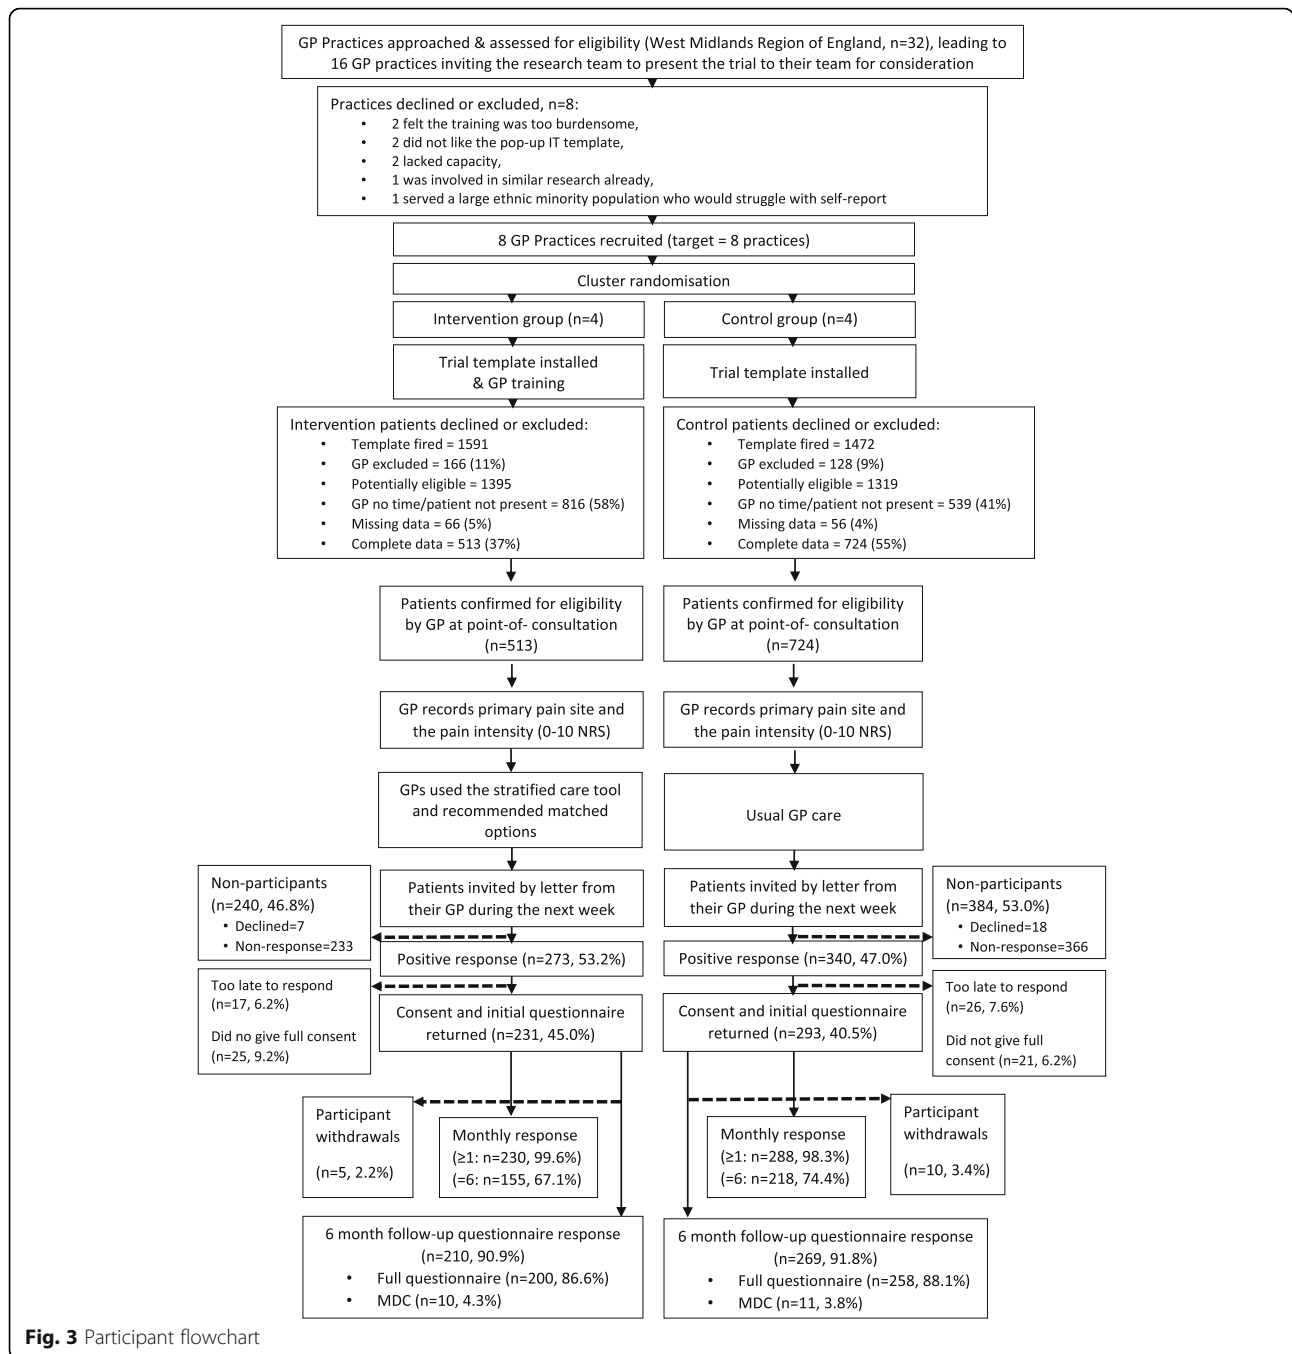 GP Practices approached & assessed for eligibility (West Midlands Region of England, n=32), leading to
16 GP practices inviting the research team to present the trial to their team for consideration
Practices declined or excluded, n=8:
• 2 felt the training was too burdensome,
• 2 did not like the pop-up IT template,
• 2 lacked capacity,
• 1 was involved in similar research already,
• 1 served a large ethnic minority population who would struggle with self-report
8 GP Practices recruited (target = 8 practices)
Cluster randomisation
Intervention group (n=4)
Control group (n=4)
Trial template installed
& GP training
Trial template installed
Intervention patients declined or excluded:
• Template fired = 1591
• GP excluded = 166 (11%)
• Potentially eligible = 1395
• GP no time/patient not present = 816 (58%)
• Missing data = 66 (5%)
• Complete data = 513 (37%)
Control patients declined or excluded:
• Template fired = 1472
• GP excluded = 128 (9%)
• Potentially eligible = 1319
• GP no time/patient not present = 539 (41%)
• Missing data = 56 (4%)
• Complete data = 724 (55%)
Patients confirmed for eligibility
by GP at point-of- consultation
(n=513)
Patients confirmed for eligibility
by GP at point-of- consultation
(n=724)
GP records primary pain site and
the pain intensity (0-10 NRS)
GP records primary pain site and
the pain intensity (0-10 NRS)
GPs used the stratified care tool
and recommended matched
options
Usual GP care
Non-participants
(n=240, 46.8%)
• Declined=7
• Non-response=233
Patients invited by letter from
their GP during the next week
Patients invited by letter from
their GP during the next week
Non-participants
(n=384, 53.0%)
• Declined=18
• Non-response=366
Positive response (n=273, 53.2%)
Positive response (n=340, 47.0%)
Too late to respond
(n=17, 6.2%)
Did no give full consent
(n=25, 9.2%)
Consent and initial questionnaire
returned (n=231, 45.0%)
Consent and initial questionnaire
returned (n=293, 40.5%)
Too late to respond
(n=26, 7.6%)
Did not give full
consent (n=21, 6.2%)
Participant
withdrawals
(n=5, 2.2%)
Monthly response
(≥1: n=230, 99.6%)
(=6: n=155, 67.1%)
Monthly response
(≥1: n=288, 98.3%)
(=6: n=218, 74.4%)
Participant
withdrawals
(n=10, 3.4%)
6 month follow-up questionnaire response
(n=210, 90.9%)
• Full questionnaire (n=200, 86.6%)
• MDC (n=10, 4.3%)
6 month follow-up questionnaire response
(n=269, 91.8%)
• Full questionnaire (n=258, 88.1%)
• MDC (n=11, 3.8%)
Fig. 3 Participant flowchart